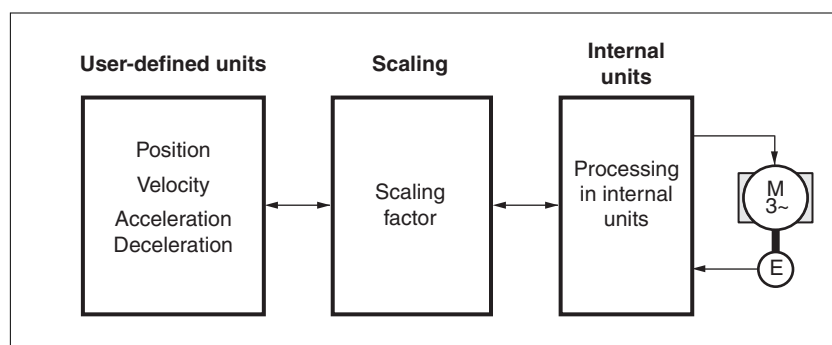 User-defined units
Scaling
Internal
units
Position
Velocity
Acceleration
Deceleration
Scaling
factor
Processing
in internal
units
M
3~
E